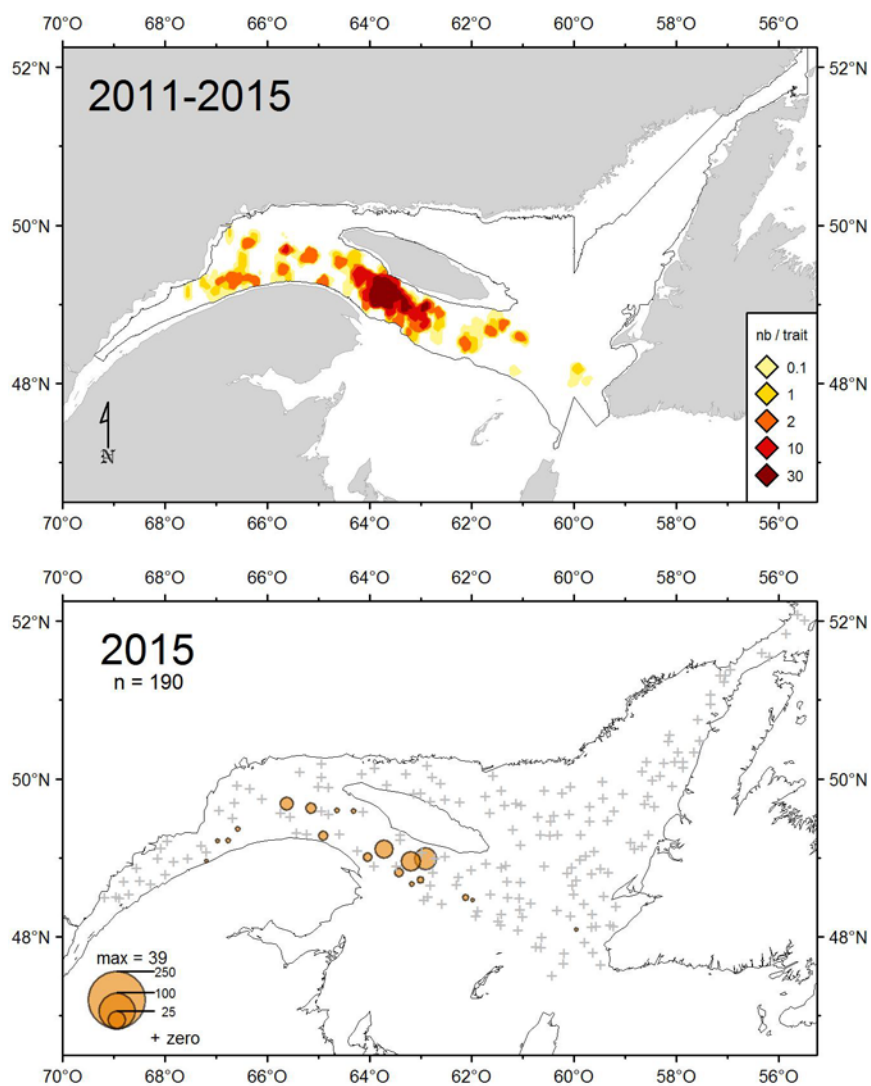 70°O 68°O 66°O 64°O 62°O 60°O 58°O 56°O
52°N 52°N
2011-2015
50°N 50°N
nb / trait
0.1
48°N 48°N
1
2
10
N
30
70°O 68°O 66°O 64°O 62°O 60°O 58°O 56°O
70°O 68°O 66°O 64°O 62°O 60°O 58°O 56°O
52°N 52°N
2015
n = 190
50°N 50°N
48°N 48°N
max = 39
250
100
25
+ zero
70°O 68°O 66°O 64°O 62°O 60°O 58°O 56°O